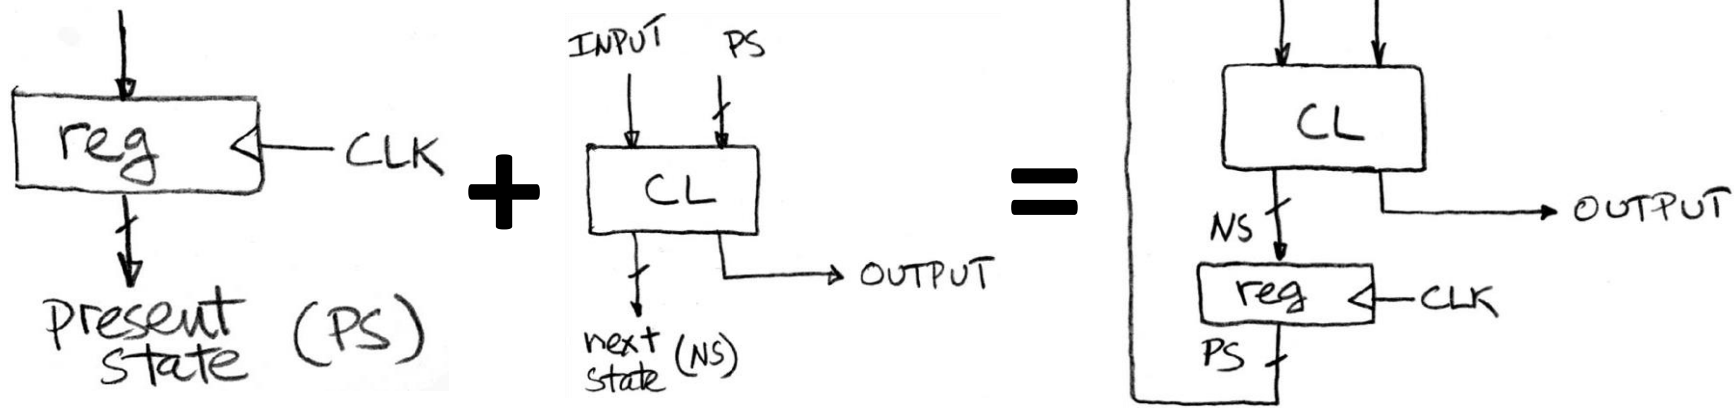 reg
CLK
present
state (PS)
+
INPUT PS
CL
OUTPUT
next
state (NS)
=
CL
OUTPUT
NS
reg
CLK
PS